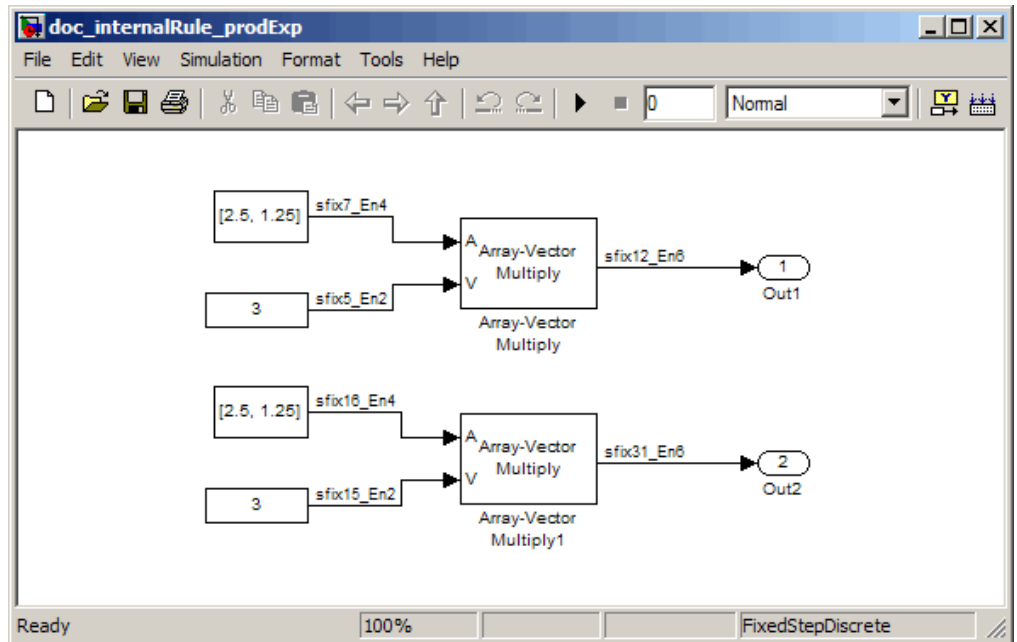 doc_internalRule_prodExp
File Edit View Simulation Format Tools Help
0 Normal
[2.5, 1.25]
sfix7_En4
3
sfix5_En2
A
V
Array-Vector
Multiply
sfix12_En6
1
Out1
Array-Vector
Multiply
[2.5, 1.25]
sfix16_En4
3
sfix15_En2
A
V
Array-Vector
Multiply
sfix31_En6
2
Out2
Array-Vector
Multiply1
Ready 100% FixedStepDiscrete